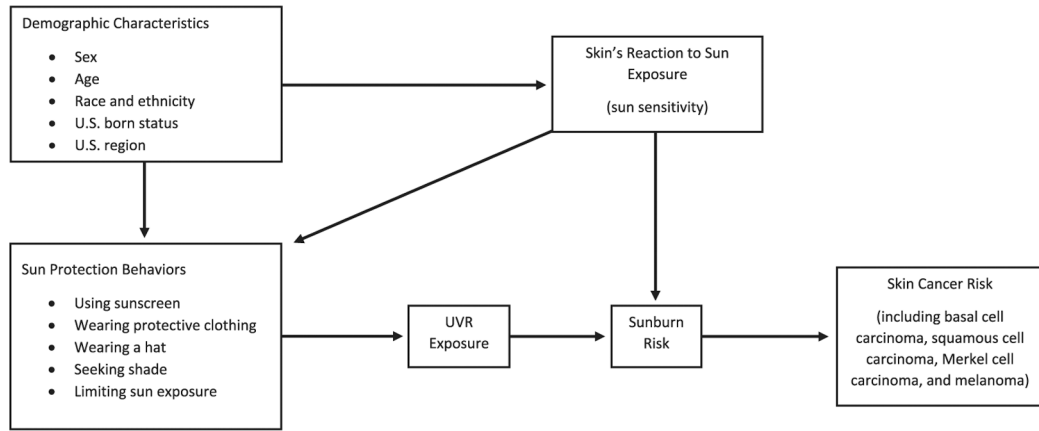 Demographic Characteristics
• Sex
• Age
• Race and ethnicity
• U.S. born status
• U.S. region
Skin's Reaction to Sun
Exposure
(sun sensitivity)
Sun Protection Behaviors
• Using sunscreen
• Wearing protective clothing
• Wearing a hat
• Seeking shade
• Limiting sun exposure
UVR
Exposure
Sunburn
Risk
Skin Cancer Risk
(including basal cell
carcinoma, squamous cell
carcinoma, Merkel cell
carcinoma, and melanoma)